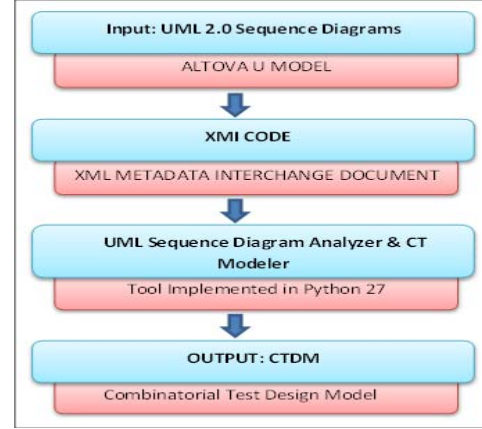 Input: UML 2.0 Sequence Diagrams
ALTOVA U MODEL
XMI CODE
XML METADATA INTERCHANGE DOCUMENT
UML Sequence Diagram Analyzer & CT
Modeler
Tool Implemented in Python 27
OUTPUT: CTDM
Combinatorial Test Design Model